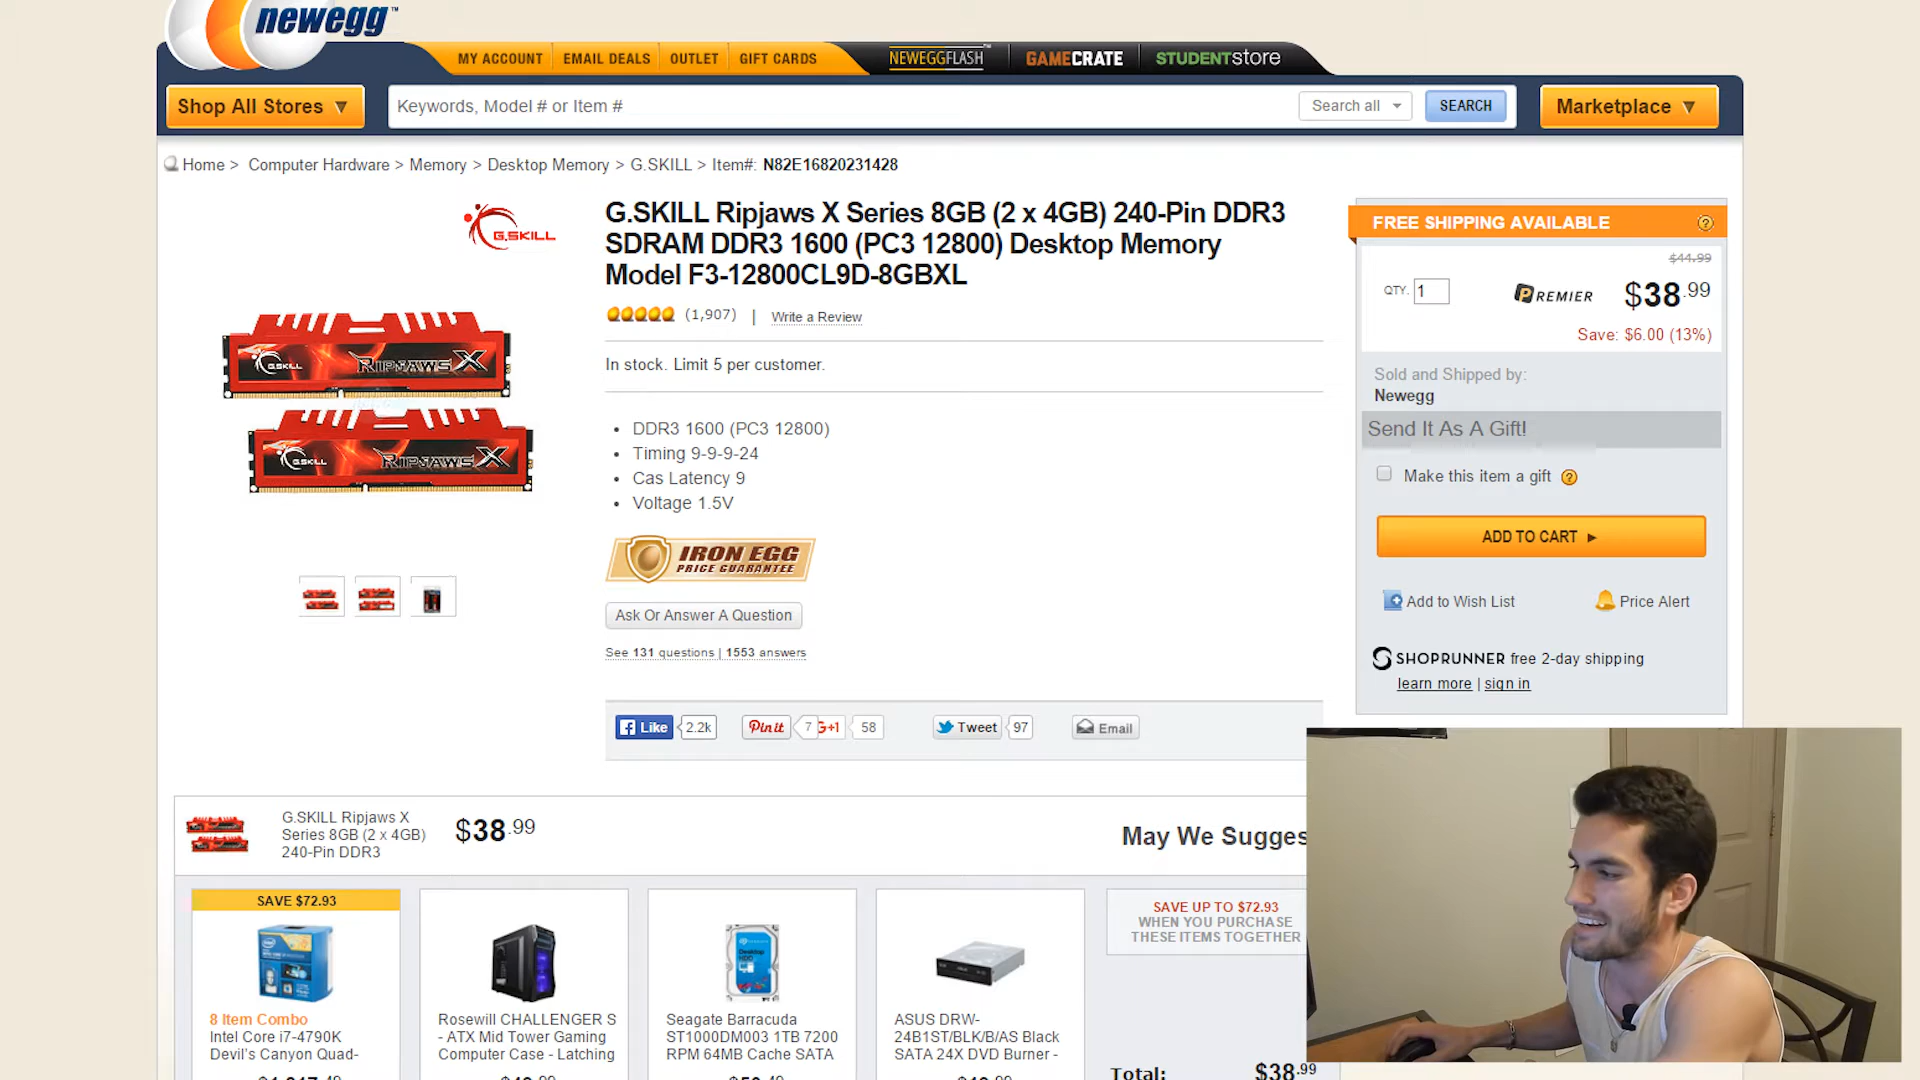 newegg™
MY ACCOUNT EMAIL DEALS OUTLET GIFT CARDS NEWEGGFLASH™ GAMECRATE STUDENTSTORE
Shop All Stores ▼ Keywords, Model # or Item # Search all SEARCH Marketplace ▼
Home > Computer Hardware > Memory > Desktop Memory > G.SKILL > Item#: N82E16820231428
G.SKILL
G.SKILL Ripjaws X Series 8GB (2 x 4GB) 240-Pin DDR3
SDRAM DDR3 1600 (PC3 12800) Desktop Memory
Model F3-12800CL9D-8GBXL
(1,907) | Write a Review
In stock. Limit 5 per customer.
G.SKILL RIPJAWS X
G.SKILL RIPJAWS X
• DDR3 1600 (PC3 12800)
• Timing 9-9-9-24
• Cas Latency 9
• Voltage 1.5V
IRON EGG
PRICE GUARANTEE
Ask Or Answer A Question
See 131 questions | 1553 answers
Like 2.2k Pin it 7 G+1 58 Tweet 97 Email
FREE SHIPPING AVAILABLE ?
$44.99
QTY. 1 PREMIER $38.99
Save: $6.00 (13%)
Sold and Shipped by:
Newegg
Send It As A Gift!
Make this item a gift ?
ADD TO CART ►
Add to Wish List Price Alert
SHOPRUNNER free 2-day shipping
learn more | sign in
G.SKILL Ripjaws X
Series 8GB (2 x 4GB)
240-Pin DDR3
$38.99
May We Sugges
SAVE $72.93
8 Item Combo
Intel Core i7-4790K
Devil's Canyon Quad-
Rosewill CHALLENGER S
- ATX Mid Tower Gaming
Computer Case - Latching
Seagate Barracuda
ST1000DM003 1TB 7200
RPM 64MB Cache SATA
ASUS DRW-
24B1ST/BLK/B/AS Black
SATA 24X DVD Burner -
SAVE UP TO $72.93
WHEN YOU PURCHASE
THESE ITEMS TOGETHER
Total: $38.99